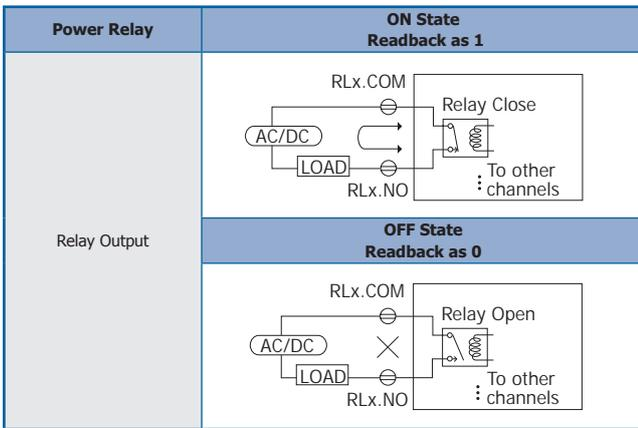 Power Relay
ON State
Readback as 1
Relay Output
RLx.COM
Relay Close
AC/DC
LOAD
RLx.NO
To other
channels
OFF State
Readback as 0
RLx.COM
Relay Open
AC/DC
LOAD
RLx.NO
To other
channels